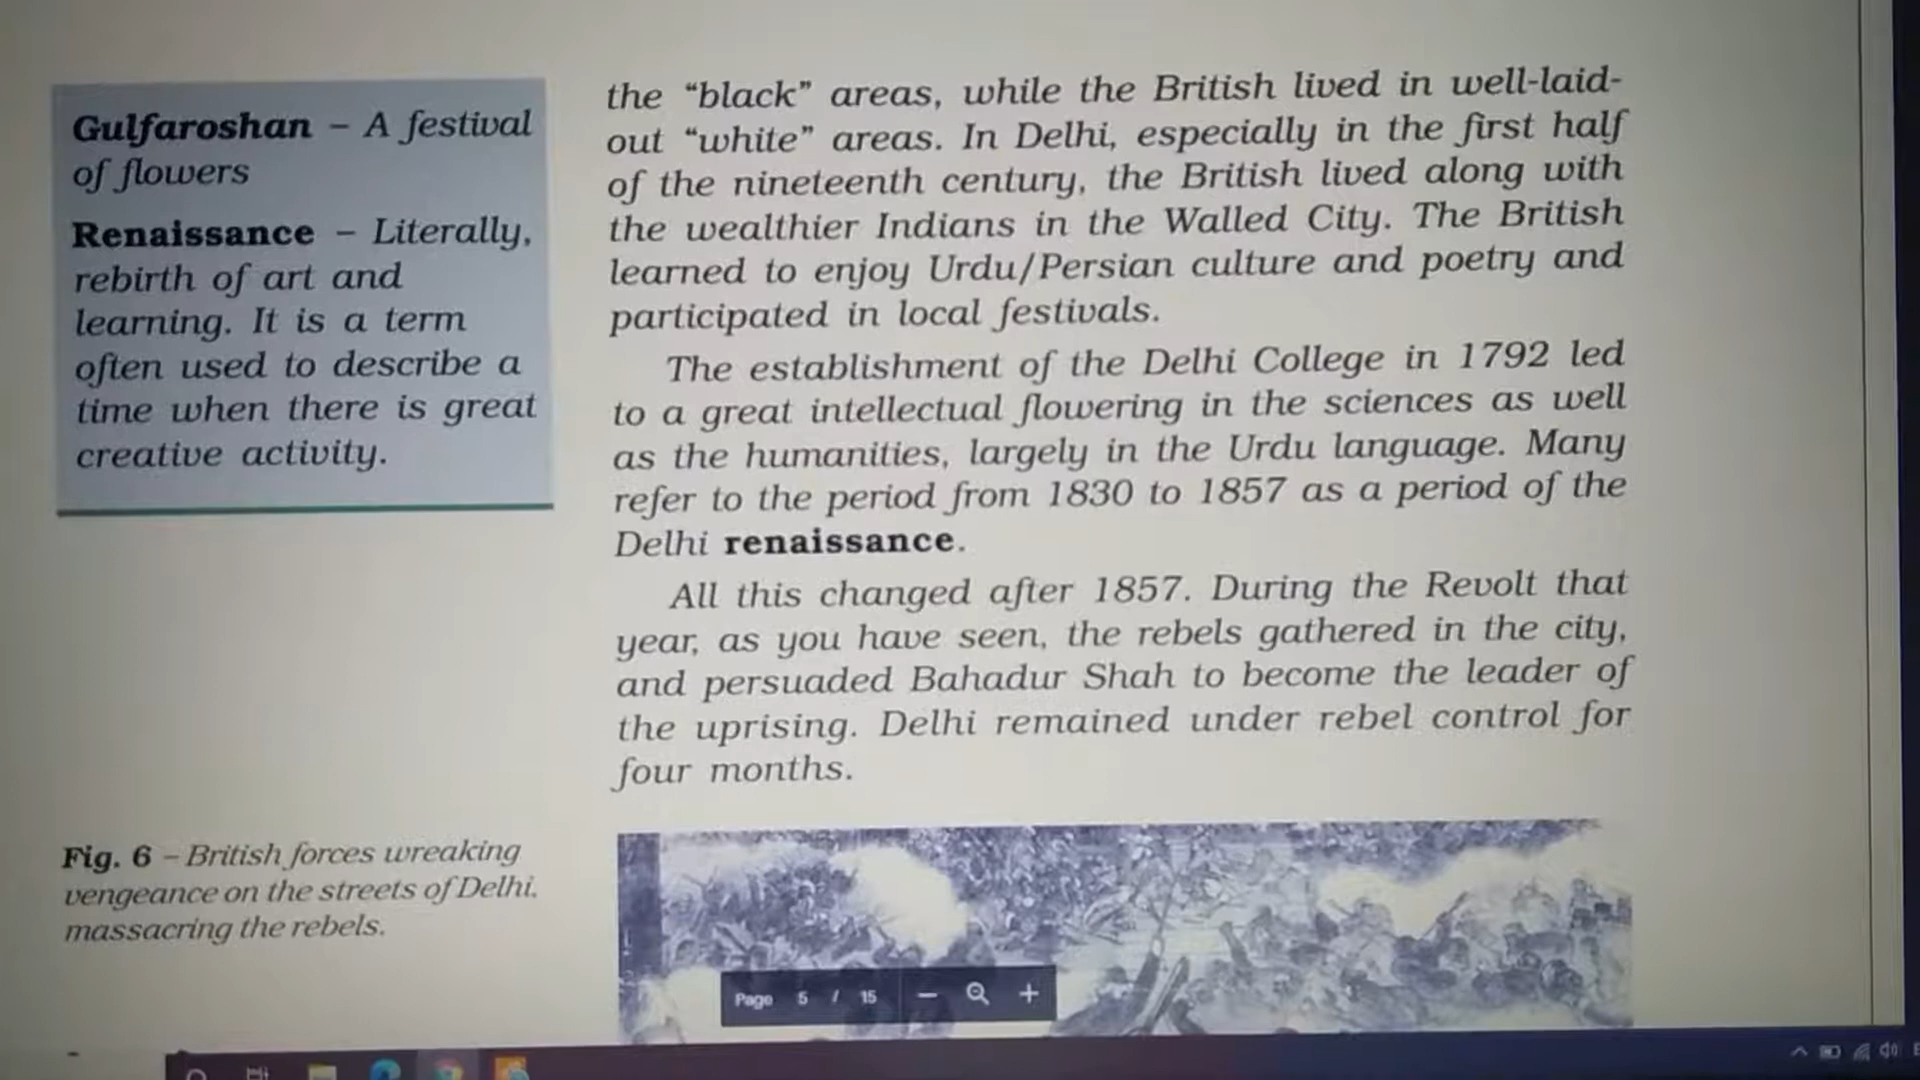 Gulfaroshan – A festival
of flowers
Renaissance – Literally,
rebirth of art and
learning. It is a term
often used to describe a
time when there is great
creative activity.
the “black” areas, while the British lived in well-laid-
out “white” areas. In Delhi, especially in the first half
of the nineteenth century, the British lived along with
the wealthier Indians in the Walled City. The British
learned to enjoy Urdu/Persian culture and poetry and
participated in local festivals.
The establishment of the Delhi College in 1792 led
to a great intellectual flowering in the sciences as well
as the humanities, largely in the Urdu language. Many
refer to the period from 1830 to 1857 as a period of the
Delhi renaissance.
All this changed after 1857. During the Revolt that
year, as you have seen, the rebels gathered in the city,
and persuaded Bahadur Shah to become the leader of
the uprising. Delhi remained under rebel control for
four months.
Fig. 6 – British forces wreaking
vengeance on the streets of Delhi,
massacring the rebels.
Page 5 / 15